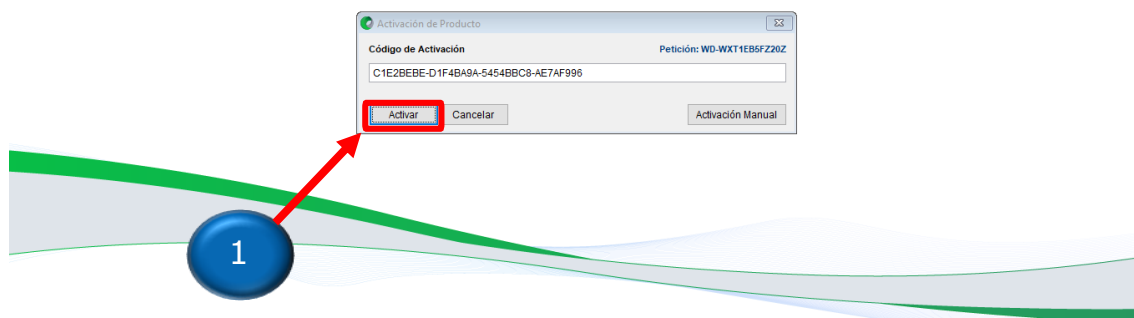 Activación de Producto
Código de Activación Petición: WD-WXT1EB5FZ20Z
C1E2BEBE-D1F4BA9A-5454BBC8-AE7AF996
Activar Cancelar Activación Manual
1